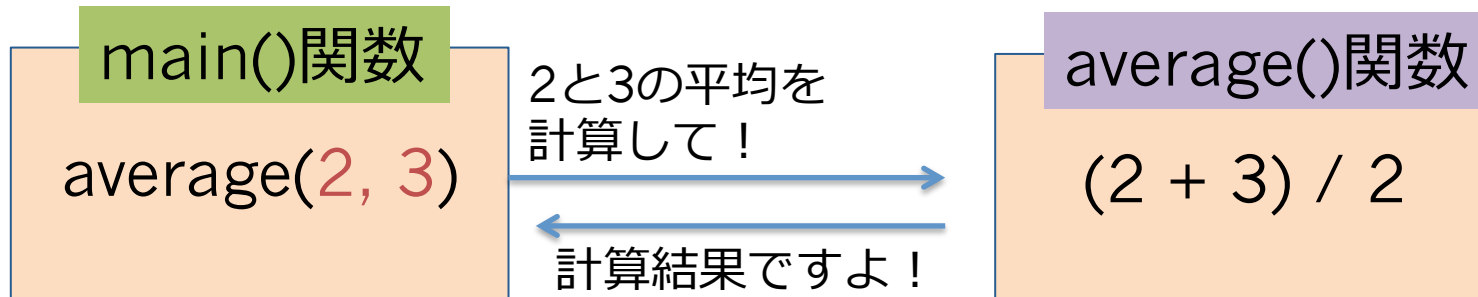 main()関数
average(2, 3)
2と3の平均を
計算して！
計算結果ですよ！
average()関数
(2 + 3) / 2